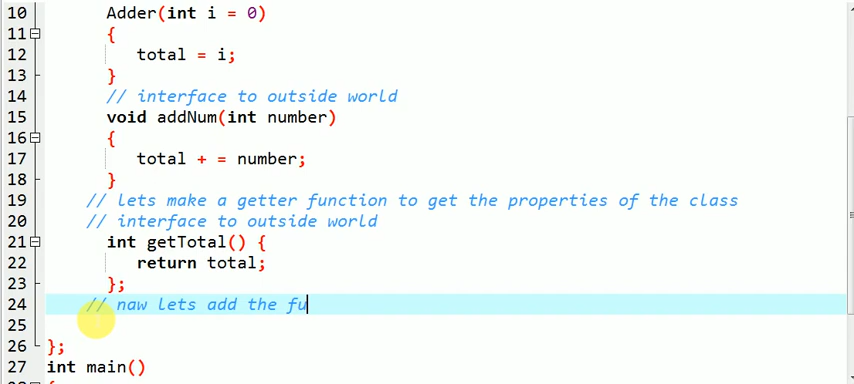 10 Adder(int i = 0)
11 {
12 total = i;
13 }
14 // interface to outside world
15 void addNum(int number)
16 {
17 total + = number;
18 }
19 // lets make a getter function to get the properties of the class
20 // interface to outside world
21 int getTotal() {
22 return total;
23 };
24 // naw lets add the fu
25
26 };
27 int main()